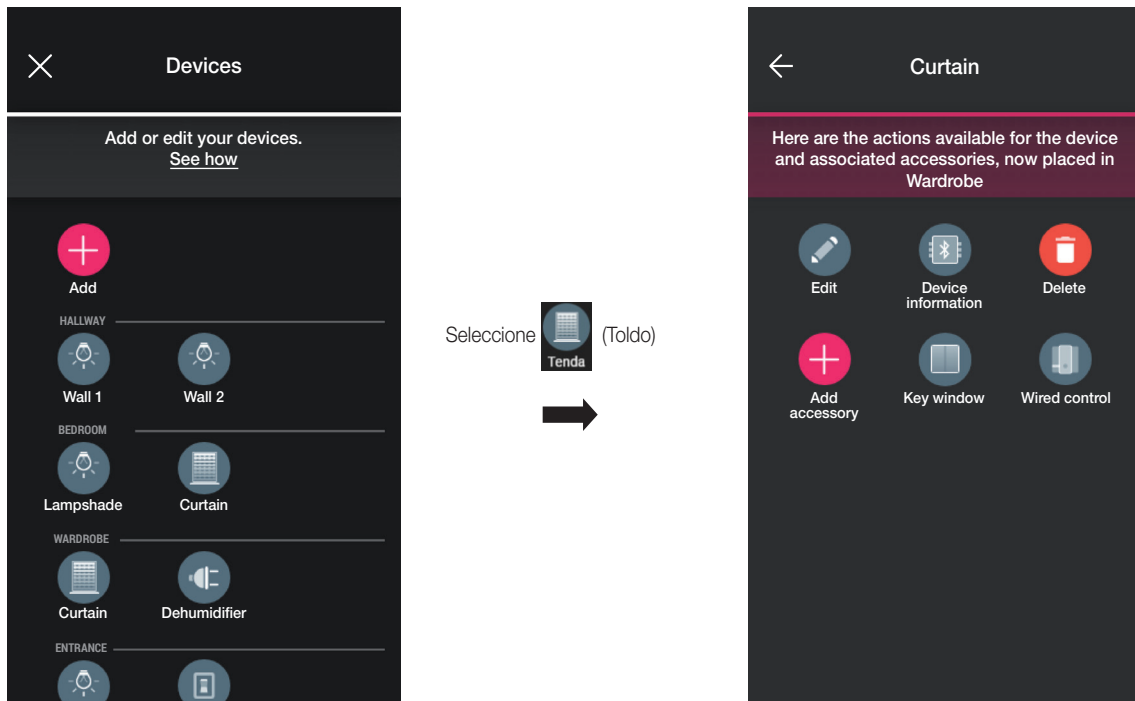 Devices
Add or edit your devices.
See how
Add
HALLWAY
Wall 1
Wall 2
BEDROOM
Lampshade
Curtain
WARDROBE
Curtain
Dehumidifier
ENTRANCE
Seleccione
Tenda
(Toldo)
Curtain
Here are the actions available for the device
and associated accessories, now placed in
Wardrobe
Edit
Device
information
Delete
Add
accessory
Key window
Wired control